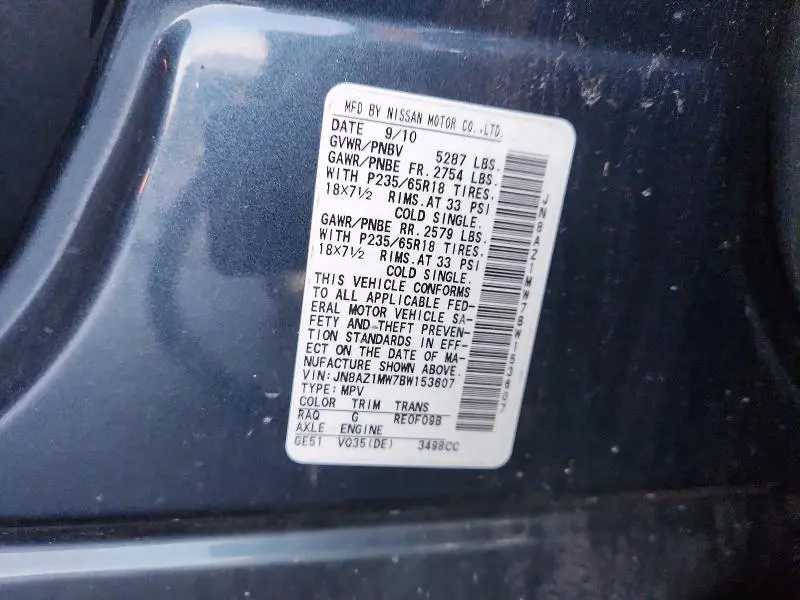 MFD BY NISSAN MOTOR CO.,LTD.
DATE 9/10
GVWR/PNBV 5287 LBS.
GAWR/PNBE FR. 2754 LBS.
WITH P235/65R18 TIRES,
18X7½ RIMS.AT 33 PSI
COLD SINGLE.
GAWR/PNBE RR. 2579 LBS.
WITH P235/65R18 TIRES,
18X7½ RIMS.AT 33 PSI
COLD SINGLE.
THIS VEHICLE CONFORMS
TO ALL APPLICABLE FED-
ERAL MOTOR VEHICLE SA-
FETY AND THEFT PREVEN-
TION STANDARDS IN EFF-
ECT ON THE DATE OF MA-
NUFACTURE SHOWN ABOVE.
VIN:JN8AZ1MW7BW153607
TYPE:MPV
COLOR TRIM TRANS
RAQ G RE0F09B
AXLE ENGINE
GE51 VQ35(DE) 3498CC
JN8AZ1MW7BW153607